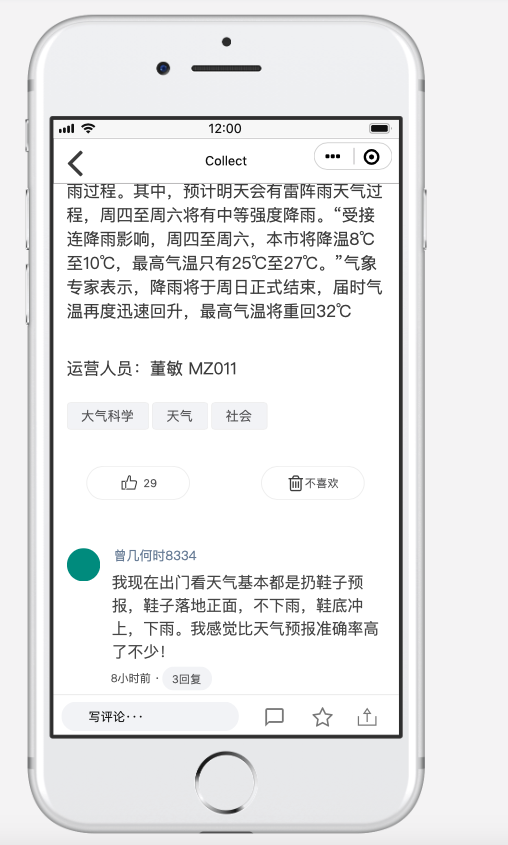 12:00
Collect
雨过程。其中，预计明天会有雷阵雨天气过
程，周四至周六将有中等强度降雨。“受接
连降雨影响，周四至周六，本市将降温8℃
至10℃，最高气温只有25℃至27℃。”气象
专家表示，降雨将于周日正式结束，届时气
温再度迅速回升，最高气温将重回32℃
运营人员：董敏 MZ011
大气科学 天气 社会
29 不喜欢
曾几何时8334
我现在出门看天气基本都是扔鞋子预
报，鞋子落地正面，不下雨，鞋底冲
上，下雨。我感觉比天气预报准确率高
了不少！
8小时前 · 3回复
写评论···